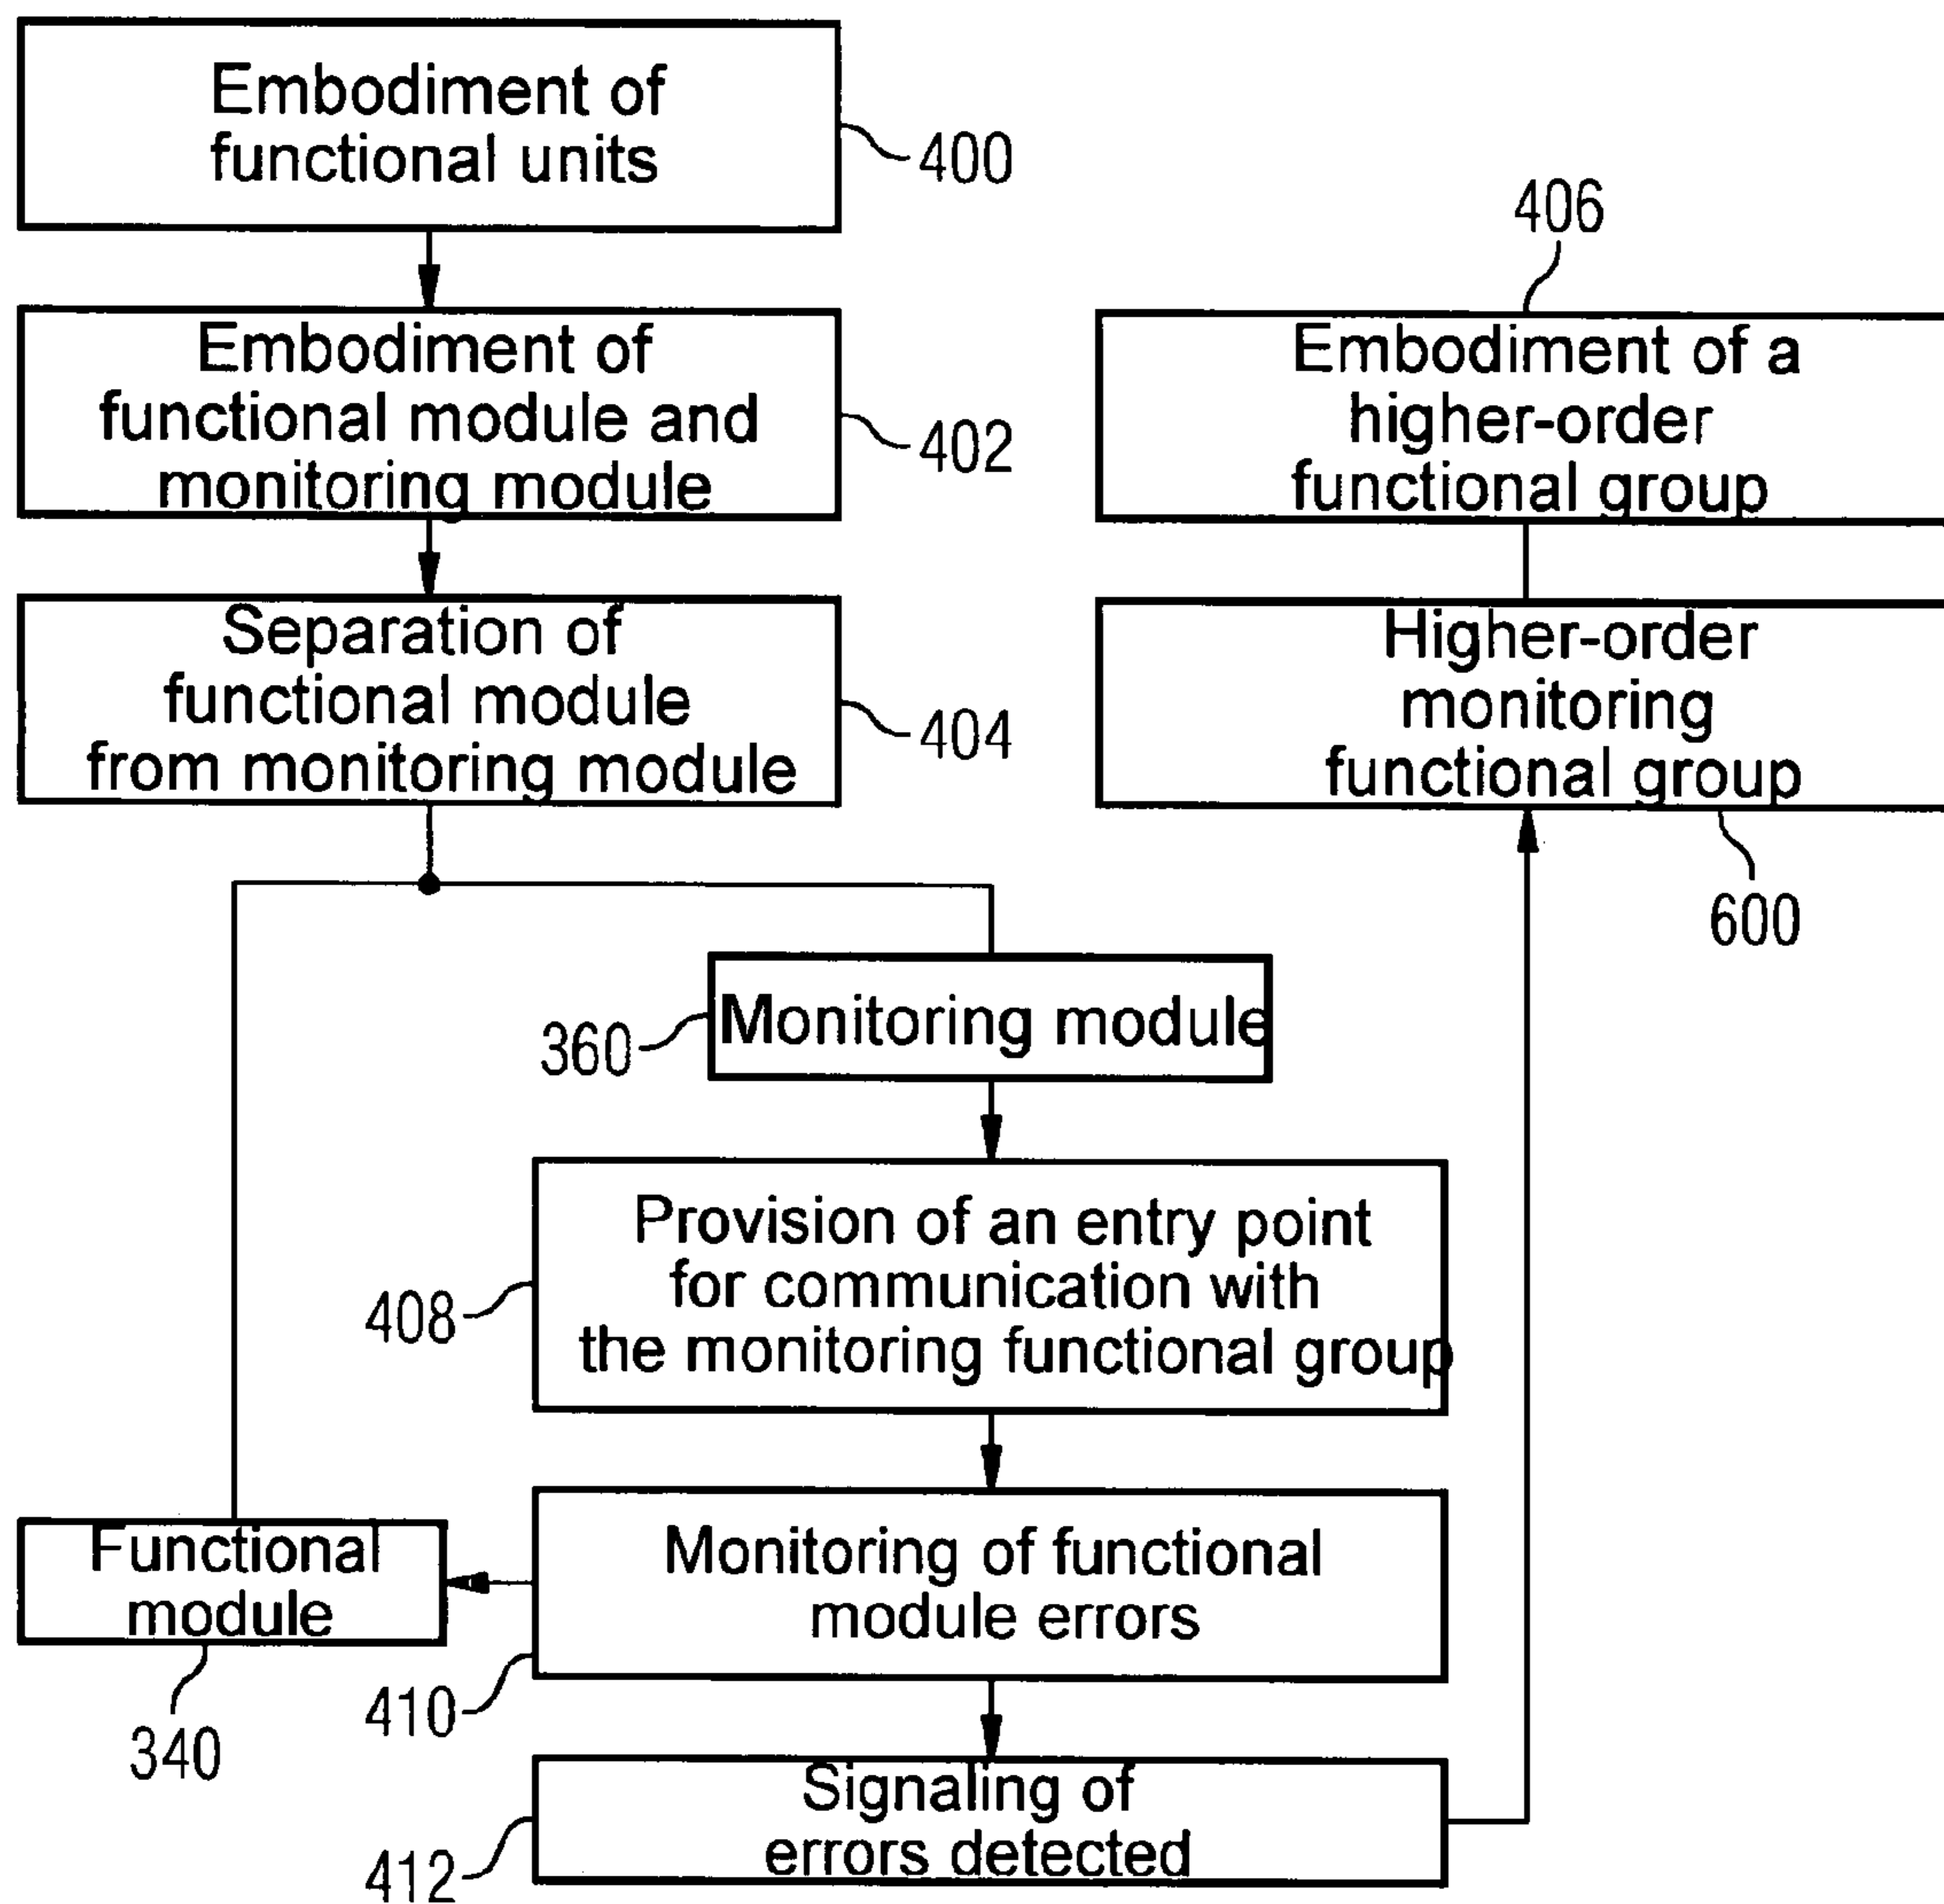 Embodiment of
functional units
400
406
Embodiment of
functional module and
monitoring module
402
Embodiment of a
higher-order
functional group
Separation of
functional module
from monitoring module
404
Higher-order
monitoring
functional group
600
360
Monitoring module
Provision of an entry point
for communication with
the monitoring functional group
408
Functional
module
340
Monitoring of functional
module errors
410
Signaling of
errors detected
412